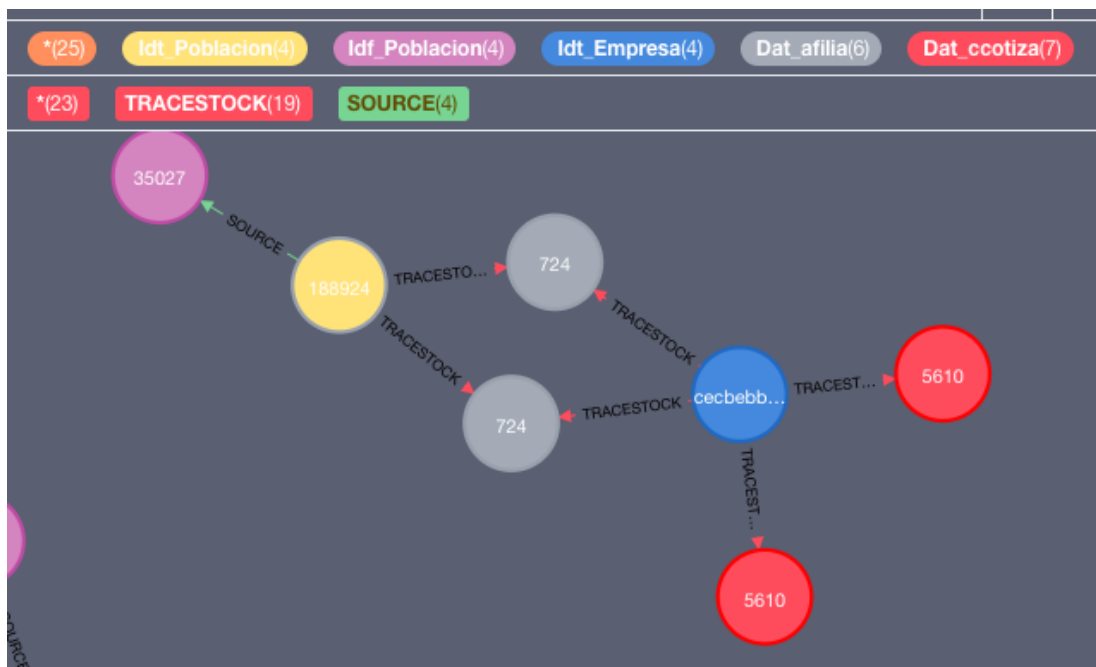 *(25) Idt_Poblacion(4) Idf_Poblacion(4) Idt_Empresa(4) Dat_afilia(6) Dat_ccotiza(7)
*(23) TRACESTOCK(19) SOURCE(4)
35027
SOURCE
188924
TRACESTO...
724
TRACESTOCK
TRACESTOCK
724
TRACESTOCK
cecbebb...
TRACEST...
5610
TRACEST...
5610
SOURCE